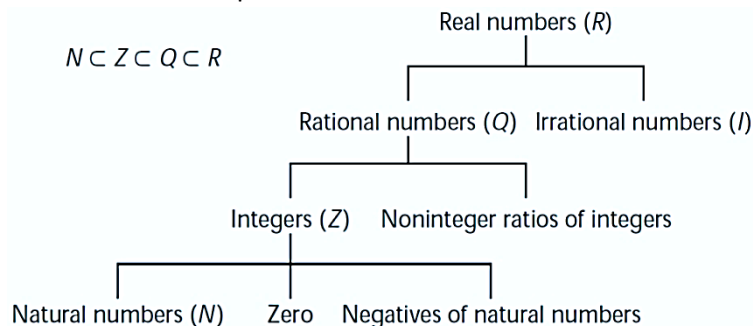 Real numbers (R)
N ⊂ Z ⊂ Q ⊂ R
Rational numbers (Q) Irrational numbers (I)
Integers (Z) Noninteger ratios of integers
Natural numbers (N) Zero Negatives of natural numbers